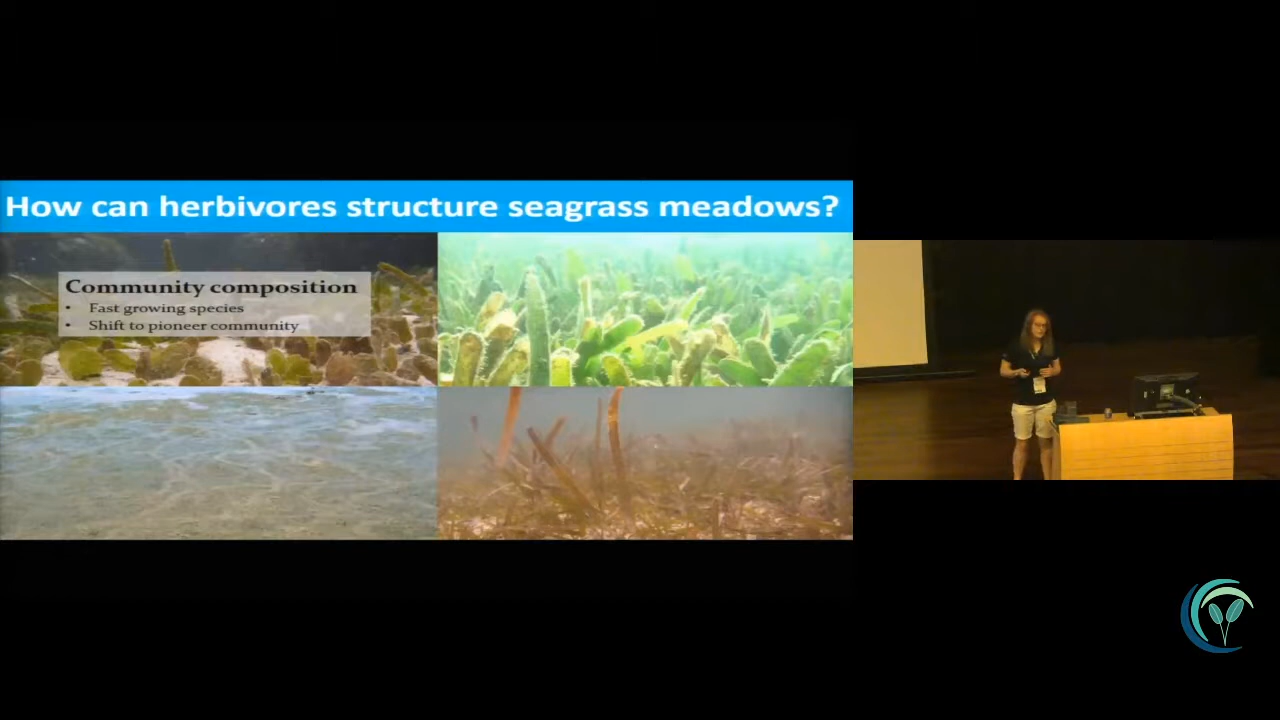 How can herbivores structure seagrass meadows?
Community composition
• Fast growing species
• Shift to pioneer community